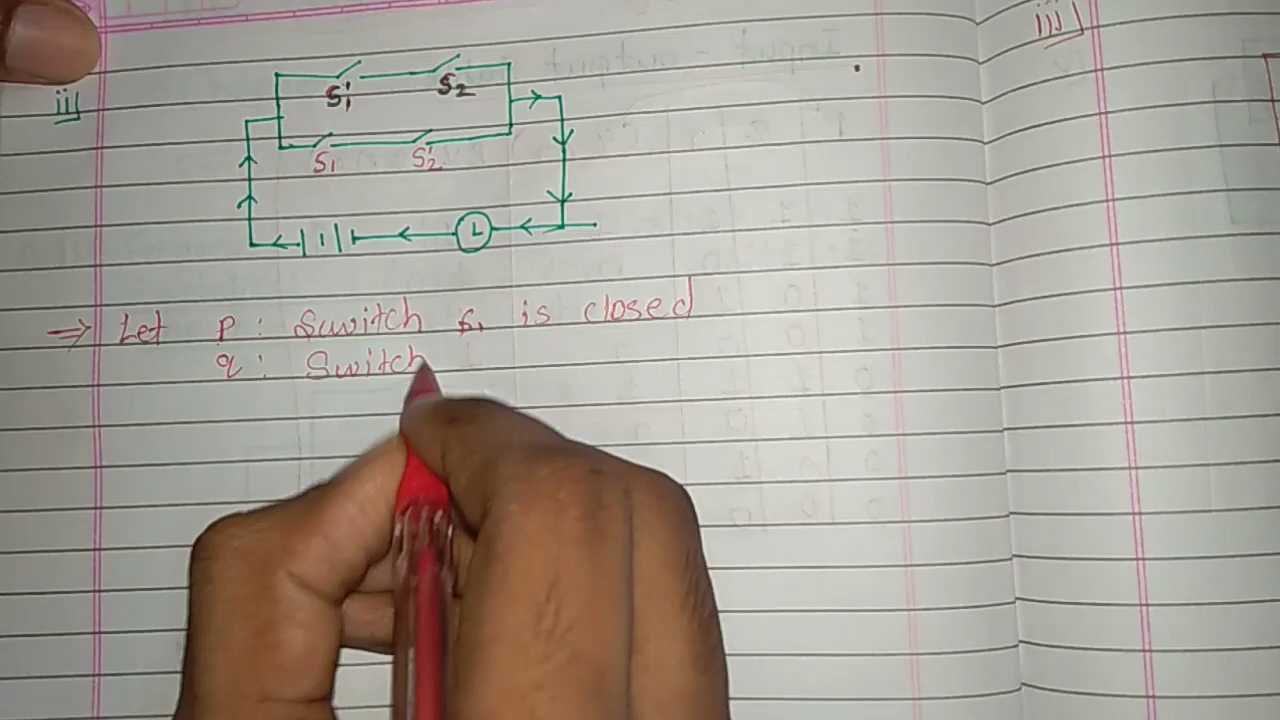 iii)
ii)
S₁' S₂
S₁ S₂'
L
⇒ Let p : Switch S₁ is closed
q : Switch